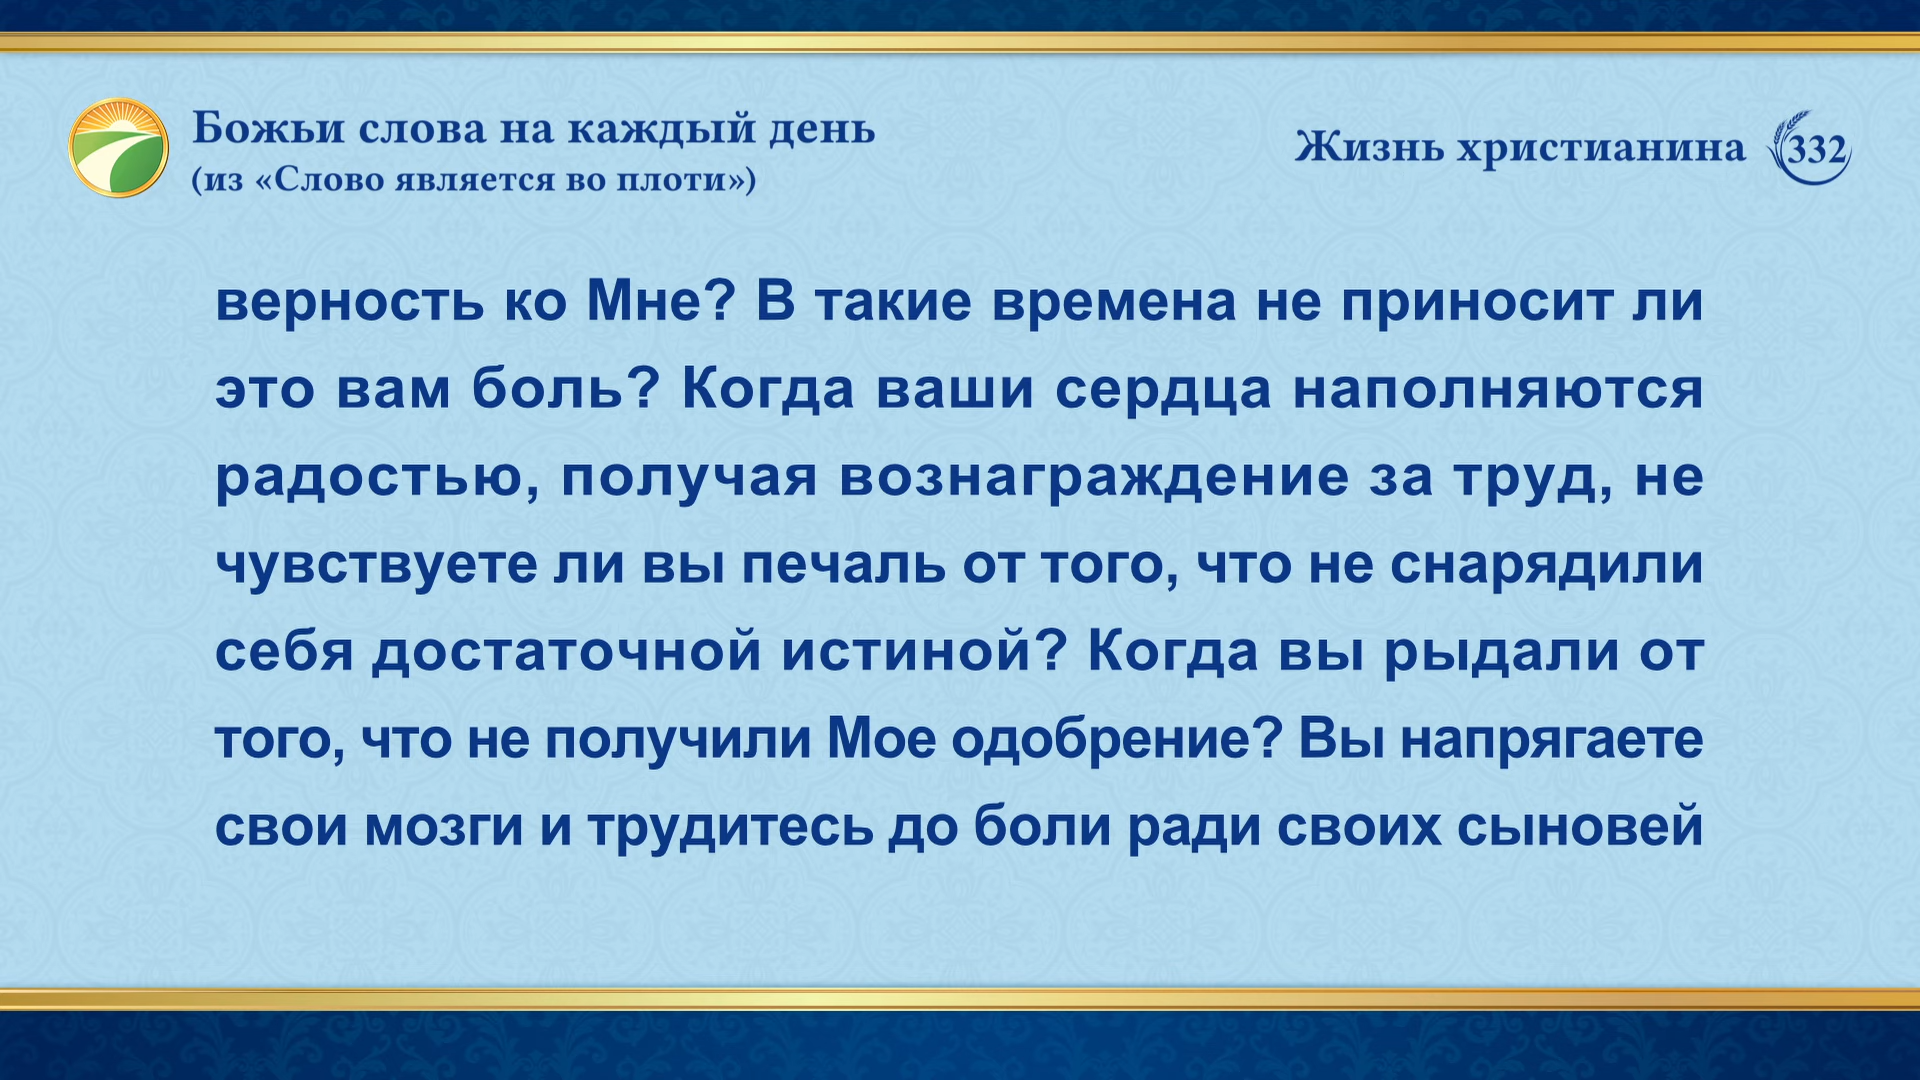 Божьи слова на каждый день
(из «Слово является во плоти»)
Жизнь христианина 332
верность ко Мне? В такие времена не приносит ли
это вам боль? Когда ваши сердца наполняются
радостью, получая вознаграждение за труд, не
чувствуете ли вы печаль от того, что не снарядили
себя достаточной истиной? Когда вы рыдали от
того, что не получили Мое одобрение? Вы напрягаете
свои мозги и трудитесь до боли ради своих сыновей